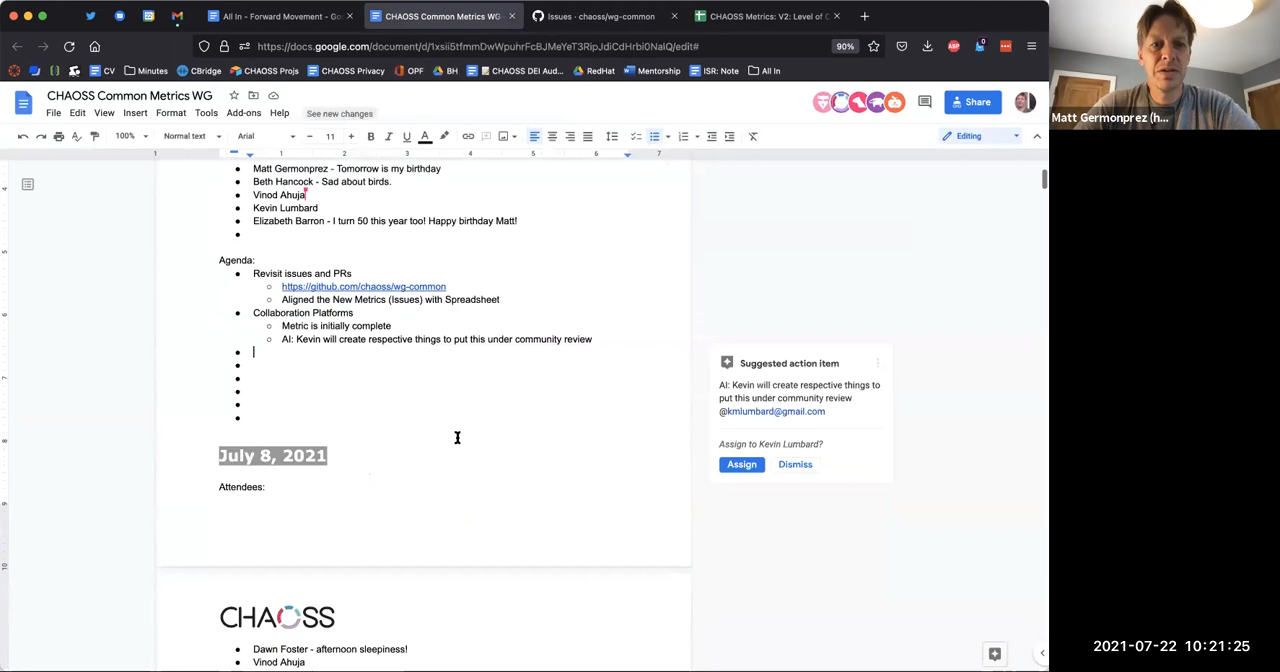 All In - Forward Movement - Go
CHAOSS Common Metrics WG
Issues · chaoss/wg-common
CHAOSS Metrics: V2: Level of C
https://docs.google.com/document/d/1xsii5tfmmDwWpuhrFcBJMeYeT3RipJdiCdHrbi0NalQ/edit#
90%
CV
Minutes
CBridge
CHAOSS Projs
CHAOSS Privacy
OPF
BH
CHAOSS DEI Aud...
RedHat
Mentorship
ISR: Note
All In
Matt Germonprez (h...
CHAOSS Common Metrics WG
File Edit View Insert Format Tools Add-ons Help
See new changes
Share
100%
Normal text
Arial
11
Editing
1 1 2 3 4 5 6 7
Matt Germonprez - Tomorrow is my birthday
Beth Hancock - Sad about birds.
Vinod Ahuja
Kevin Lumbard
Elizabeth Barron - I turn 50 this year too! Happy birthday Matt!
Agenda:
Revisit issues and PRs
https://github.com/chaoss/wg-common
Aligned the New Metrics (Issues) with Spreadsheet
Collaboration Platforms
Metric is initially complete
AI: Kevin will create respective things to put this under community review
Suggested action item
AI: Kevin will create respective things to
put this under community review
@kmlumbard@gmail.com
Assign to Kevin Lumbard?
Assign Dismiss
July 8, 2021
Attendees:
CHAOSS
Dawn Foster - afternoon sleepiness!
Vinod Ahuja
2021-07-22 10:21:25